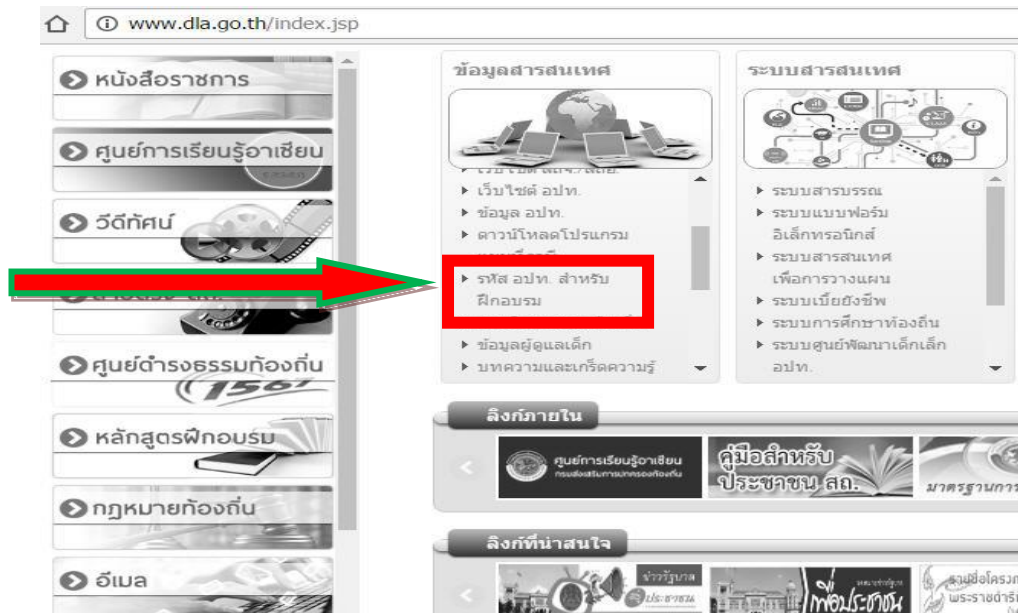 www.dla.go.th/index.jsp
หนังสือราชการ
ศูนย์การเรียนรู้อาเซียน
วีดีทัศน์
ศูนย์ดำรงธรรมท้องถิ่น
1567
หลักสูตรฝึกอบรม
กฎหมายท้องถิ่น
อีเมล
ข้อมูลสารสนเทศ
เว็บไซต์ อปท.
ข้อมูล อปท.
ดาวน์โหลดโปรแกรม
รหัส อปท. สำหรับ
ฝึกอบรม
ข้อมูลผู้ดูแลเด็ก
บทความและเกร็ดความรู้
ระบบสารสนเทศ
ระบบสารบรรณ
ระบบแบบฟอร์ม
อิเล็กทรอนิกส์
ระบบสารสนเทศ
เพื่อการวางแผน
ระบบเบี้ยยังชีพ
ระบบการศึกษาท้องถิ่น
ระบบศูนย์พัฒนาเด็กเล็ก
อปท.
ลิงก์ภายใน
ศูนย์การเรียนรู้อาเซียน
กรมส่งเสริมการปกครองท้องถิ่น
คู่มือสำหรับ
ประชาชน สถ.
ลิงก์ที่น่าสนใจ
ข่าวรัฐบาล
เพื่อประชาชน